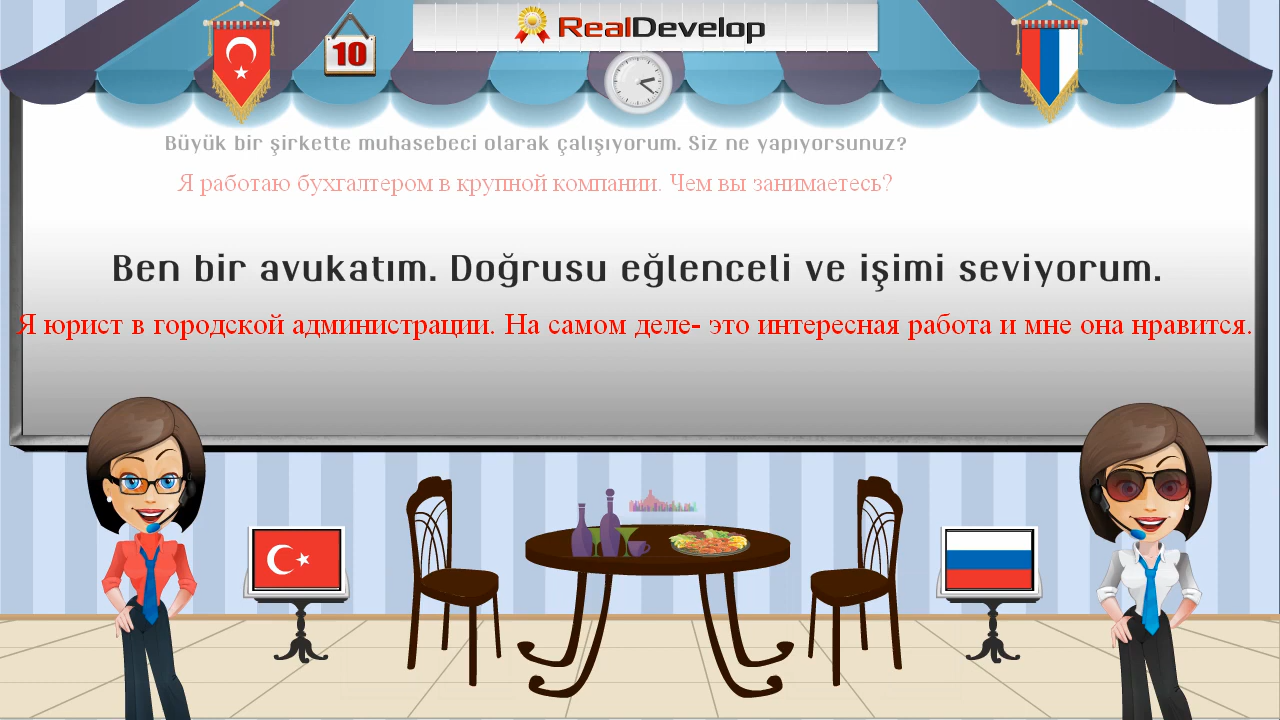 RealDevelop
10
Büyük bir şirkette muhasebeci olarak çalışıyorum. Siz ne yapıyorsunuz?
Я работаю бухгалтером в крупной компании. Чем вы занимаетесь?
Ben bir avukatım. Doğrusu eğlenceli ve işimi seviyorum.
Я юрист в городской администрации. На самом деле- это интересная работа и мне она нравится.